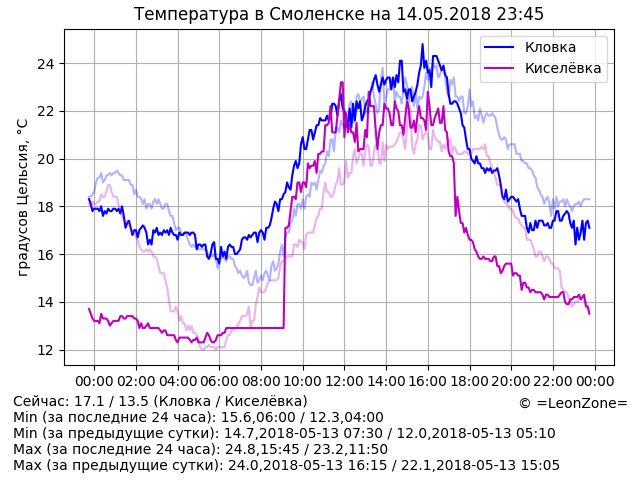 Температура в Смоленске на 14.05.2018 23:45
Кловка
Киселёвка
градусов Цельсия, °C
24
22
20
18
16
14
12
00:00 02:00 04:00 06:00 08:00 10:00 12:00 14:00 16:00 18:00 20:00 22:00 00:00
Сейчас: 17.1 / 13.5 (Кловка / Киселёвка)
© =LeonZone=
Min (за последние 24 часа): 15.6,06:00 / 12.3,04:00
Min (за предыдущие сутки): 14.7,2018-05-13 07:30 / 12.0,2018-05-13 05:10
Max (за последние 24 часа): 24.8,15:45 / 23.2,11:50
Max (за предыдущие сутки): 24.0,2018-05-13 16:15 / 22.1,2018-05-13 15:05